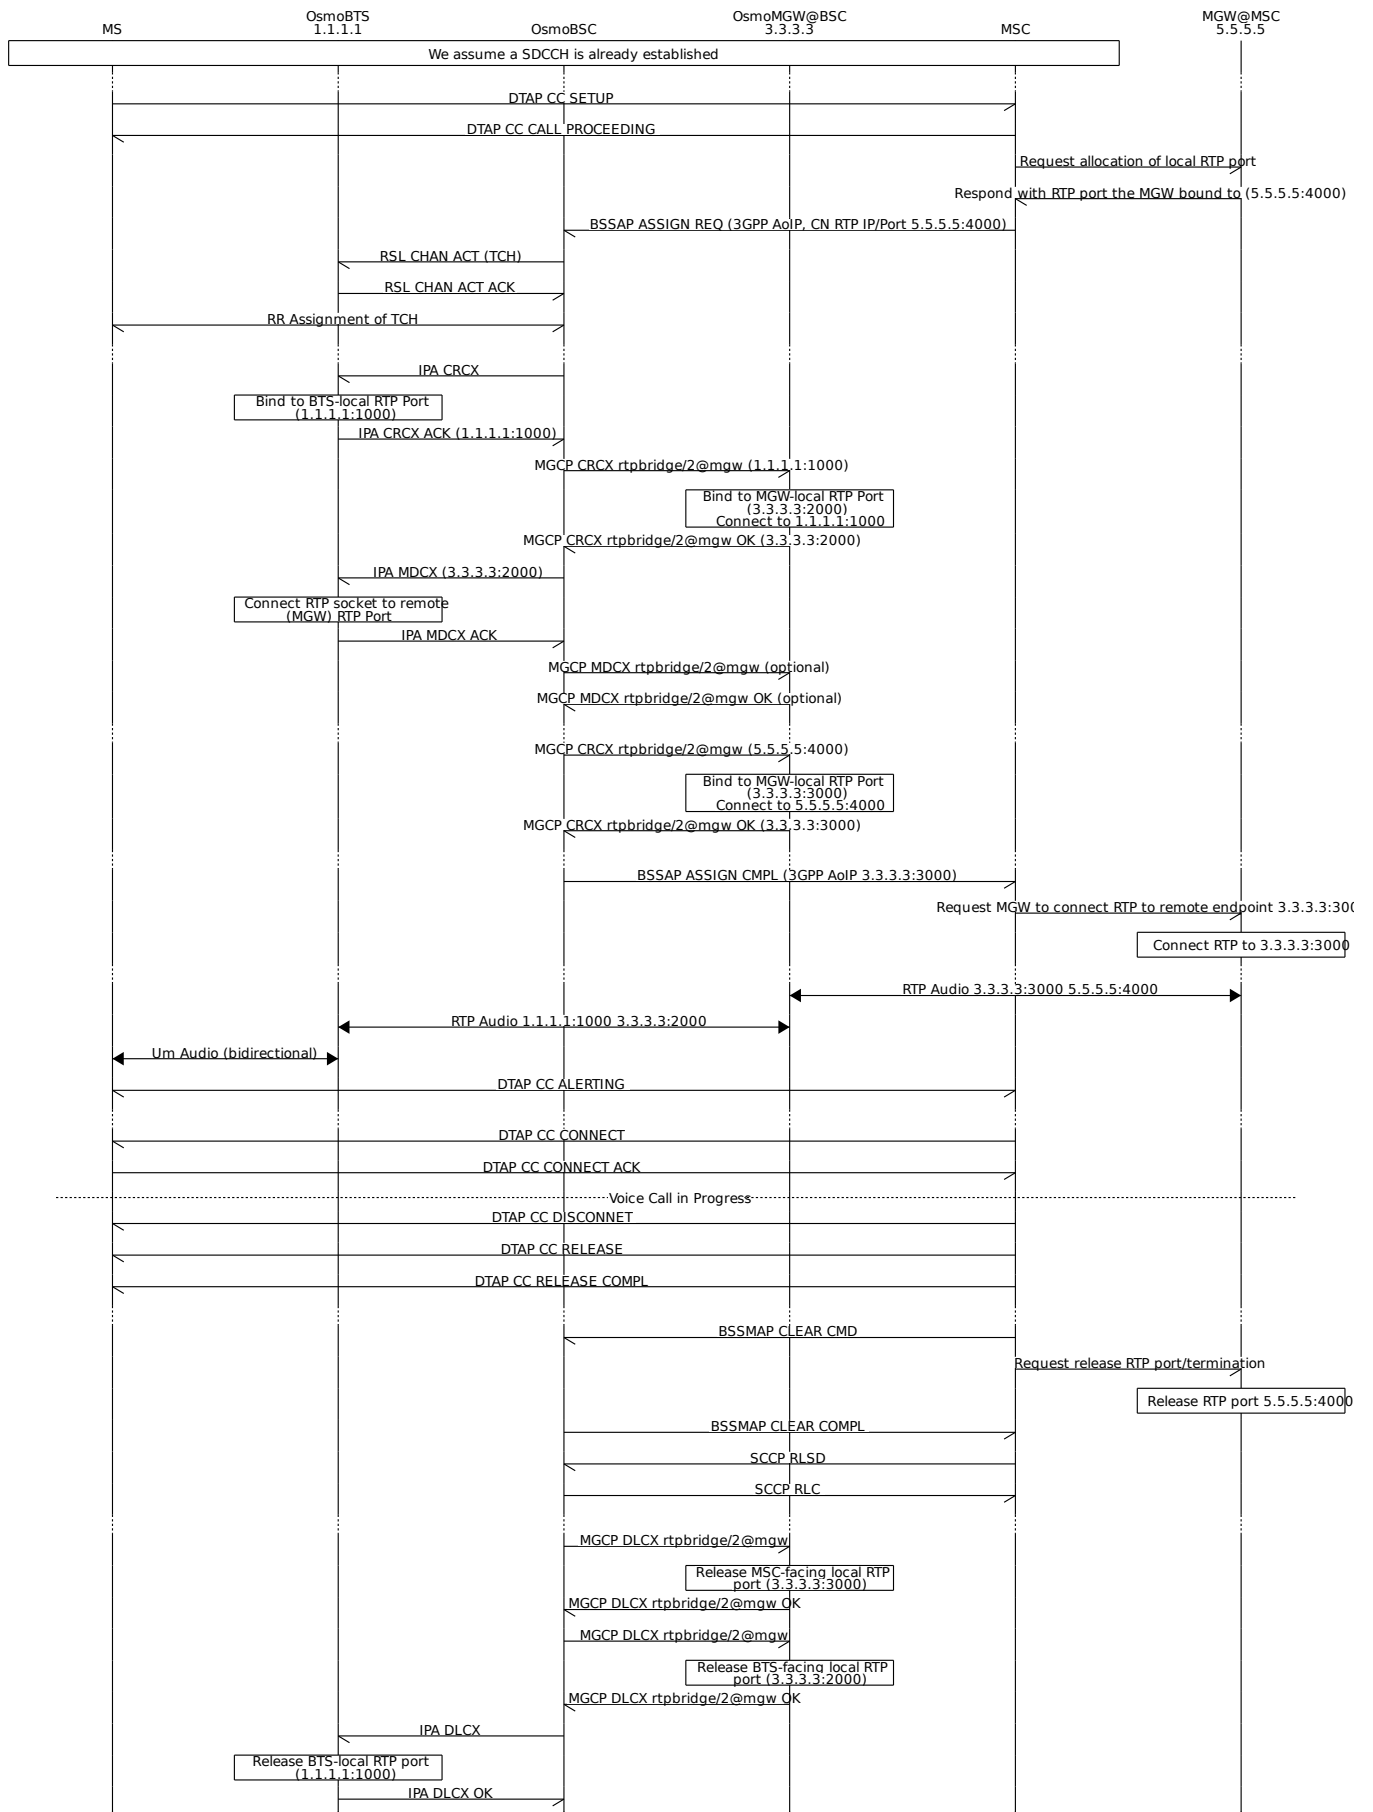 OsmoBTS
OsmoMGW@BSC
MGW@MSC
MS
1.1.1.1
OsmoBSC
3.3.3.3
MSC
5.5.5.5
We assume a SDCCH is already established
DTAP CC SETUP
DTAP CC CALL PROCEEDING
Request allocation of local RTP port
Respond with RTP port the MGW bound to (5.5.5.5:4000)
BSSAP ASSIGN REQ (3GPP AoIP, CN RTP IP/Port 5.5.5.5:4000)
RSL CHAN ACT (TCH)
RSL CHAN ACT ACK
RR Assignment of TCH
IPA CRCX
Bind to BTS-local RTP Port
(1.1.1.1:1000)
IPA CRCX ACK (1.1.1.1:1000)
MGCP CRCX rtpbridge/2@mgw (1.1.1.1:1000)
Bind to MGW-local RTP Port
(3.3.3.3:2000)
Connect to 1.1.1.1:1000
MGCP CRCX rtpbridge/2@mgw OK (3.3.3.3:2000)
IPA MDCX (3.3.3.3:2000)
Connect RTP socket to remote
(MGW) RTP Port
IPA MDCX ACK
MGCP MDCX rtpbridge/2@mgw (optional)
MGCP MDCX rtpbridge/2@mgw OK (optional)
MGCP CRCX rtpbridge/2@mgw (5.5.5.5:4000)
Bind to MGW-local RTP Port
(3.3.3.3:3000)
Connect to 5.5.5.5:4000
MGCP CRCX rtpbridge/2@mgw OK (3.3.3.3:3000)
BSSAP ASSIGN CMPL (3GPP AoIP 3.3.3.3:3000)
Request MGW to connect RTP to remote endpoint 3.3.3.3:300
Connect RTP to 3.3.3.3:3000
RTP Audio 3.3.3.3:3000 5.5.5.5:4000
RTP Audio 1.1.1.1:1000 3.3.3.3:2000
Um Audio (bidirectional)
DTAP CC ALERTING
DTAP CC CONNECT
DTAP CC CONNECT ACK
Voice Call in Progress
DTAP CC DISCONNET
DTAP CC RELEASE
DTAP CC RELEASE COMPL
BSSMAP CLEAR CMD
Request release RTP port/termination
Release RTP port 5.5.5.5:4000
BSSMAP CLEAR COMPL
SCCP RLSD
SCCP RLC
MGCP DLCX rtpbridge/2@mgw
Release MSC-facing local RTP
port (3.3.3.3:3000)
MGCP DLCX rtpbridge/2@mgw OK
MGCP DLCX rtpbridge/2@mgw
Release BTS-facing local RTP
port (3.3.3.3:2000)
MGCP DLCX rtpbridge/2@mgw OK
IPA DLCX
Release BTS-local RTP port
(1.1.1.1:1000)
IPA DLCX OK